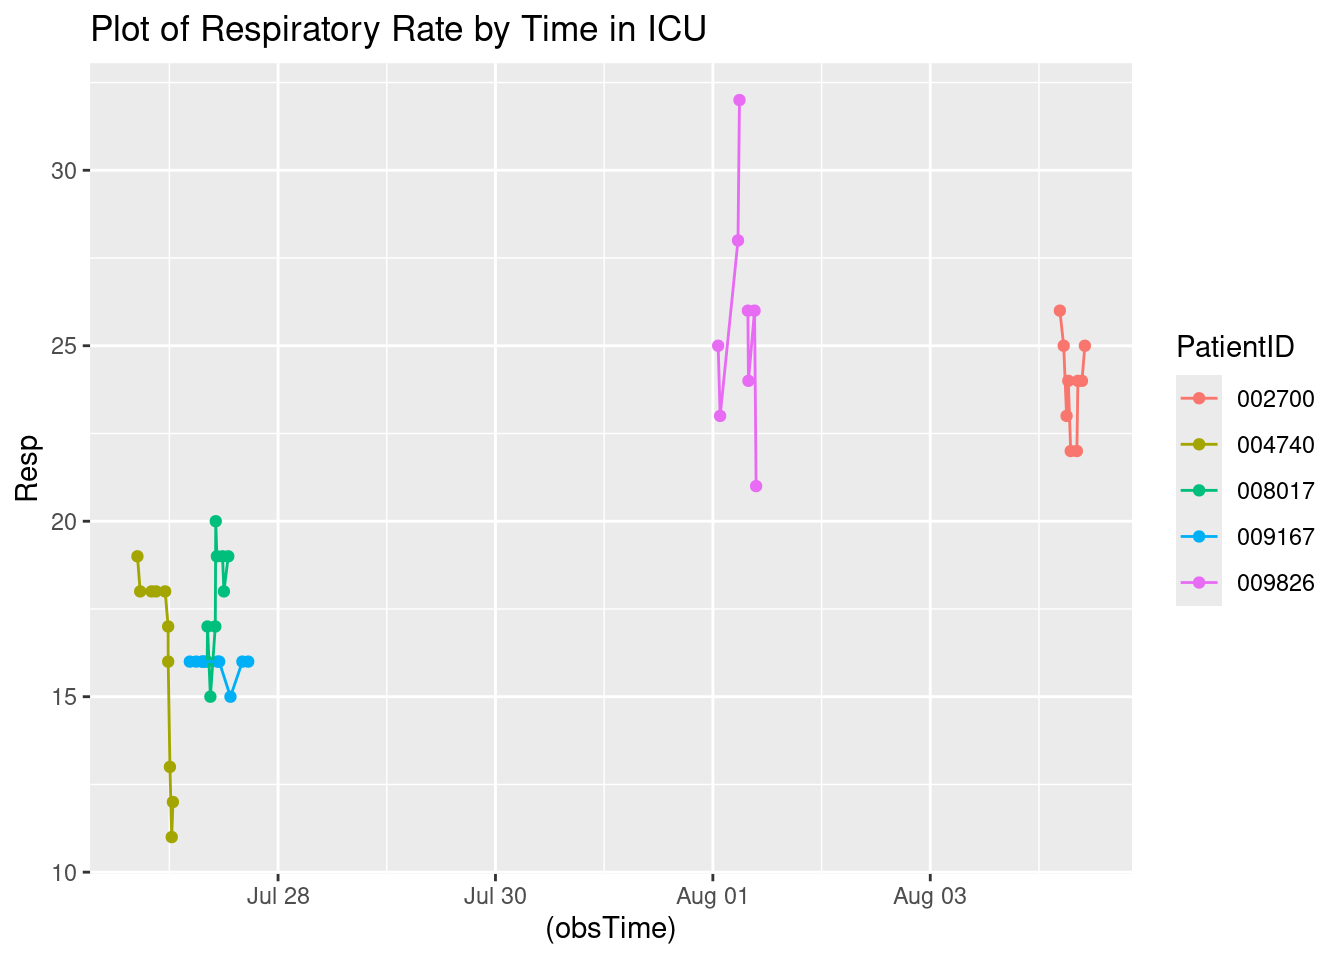 Plot of Respiratory Rate by Time in ICU
30
25
20
15
10
Resp
Jul 28
Jul 30
Aug 01
Aug 03
(obsTime)
PatientID
002700
004740
008017
009167
009826